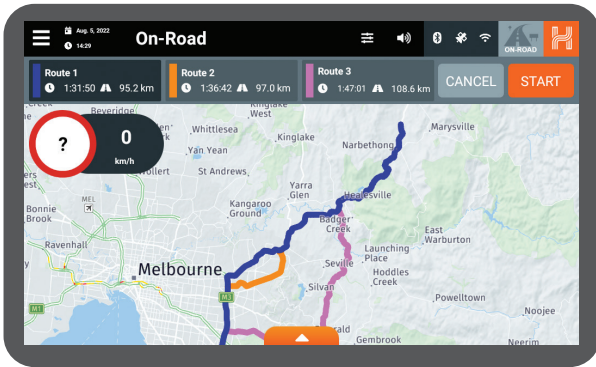 Aug. 5, 2022
14:29
On-Road
ON-ROAD
Route 1
1:31:50 95.2 km
Route 2
1:36:42 97.0 km
Route 3
1:47:01 108.6 km
CANCEL
START
?
0
km/h
Beveridge
Kinglake
West
Whittlesea
Kinglake
Marysville
Narbethong
Yan Yean
St Andrews
Yarra
Glen
Healesville
MEL
Bonnie
Brook
Kangaroo
Ground
Badger
Creek
East
Warburton
Ravenhall
Launching
Place
Melbourne
Seville
Hoddles
Creek
Silvan
M3
M1
Powelltown
Noojee
Gembrook
Neerim